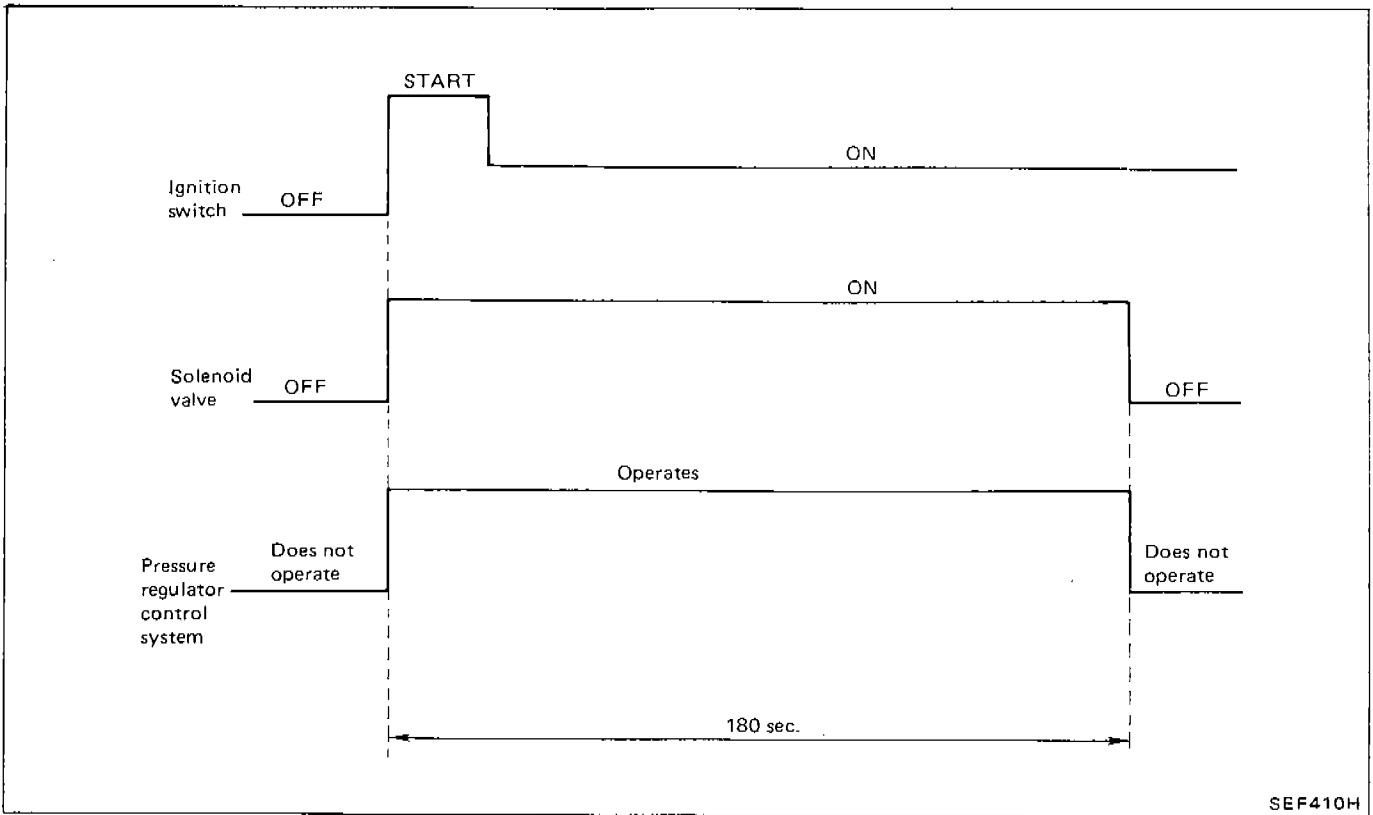 START
ON
Ignition
switch
OFF
ON
Solenoid
valve
OFF
OFF
Operates
Pressure
regulator
control
system
Does not
operate
Does not
operate
180 sec.
SEF410H